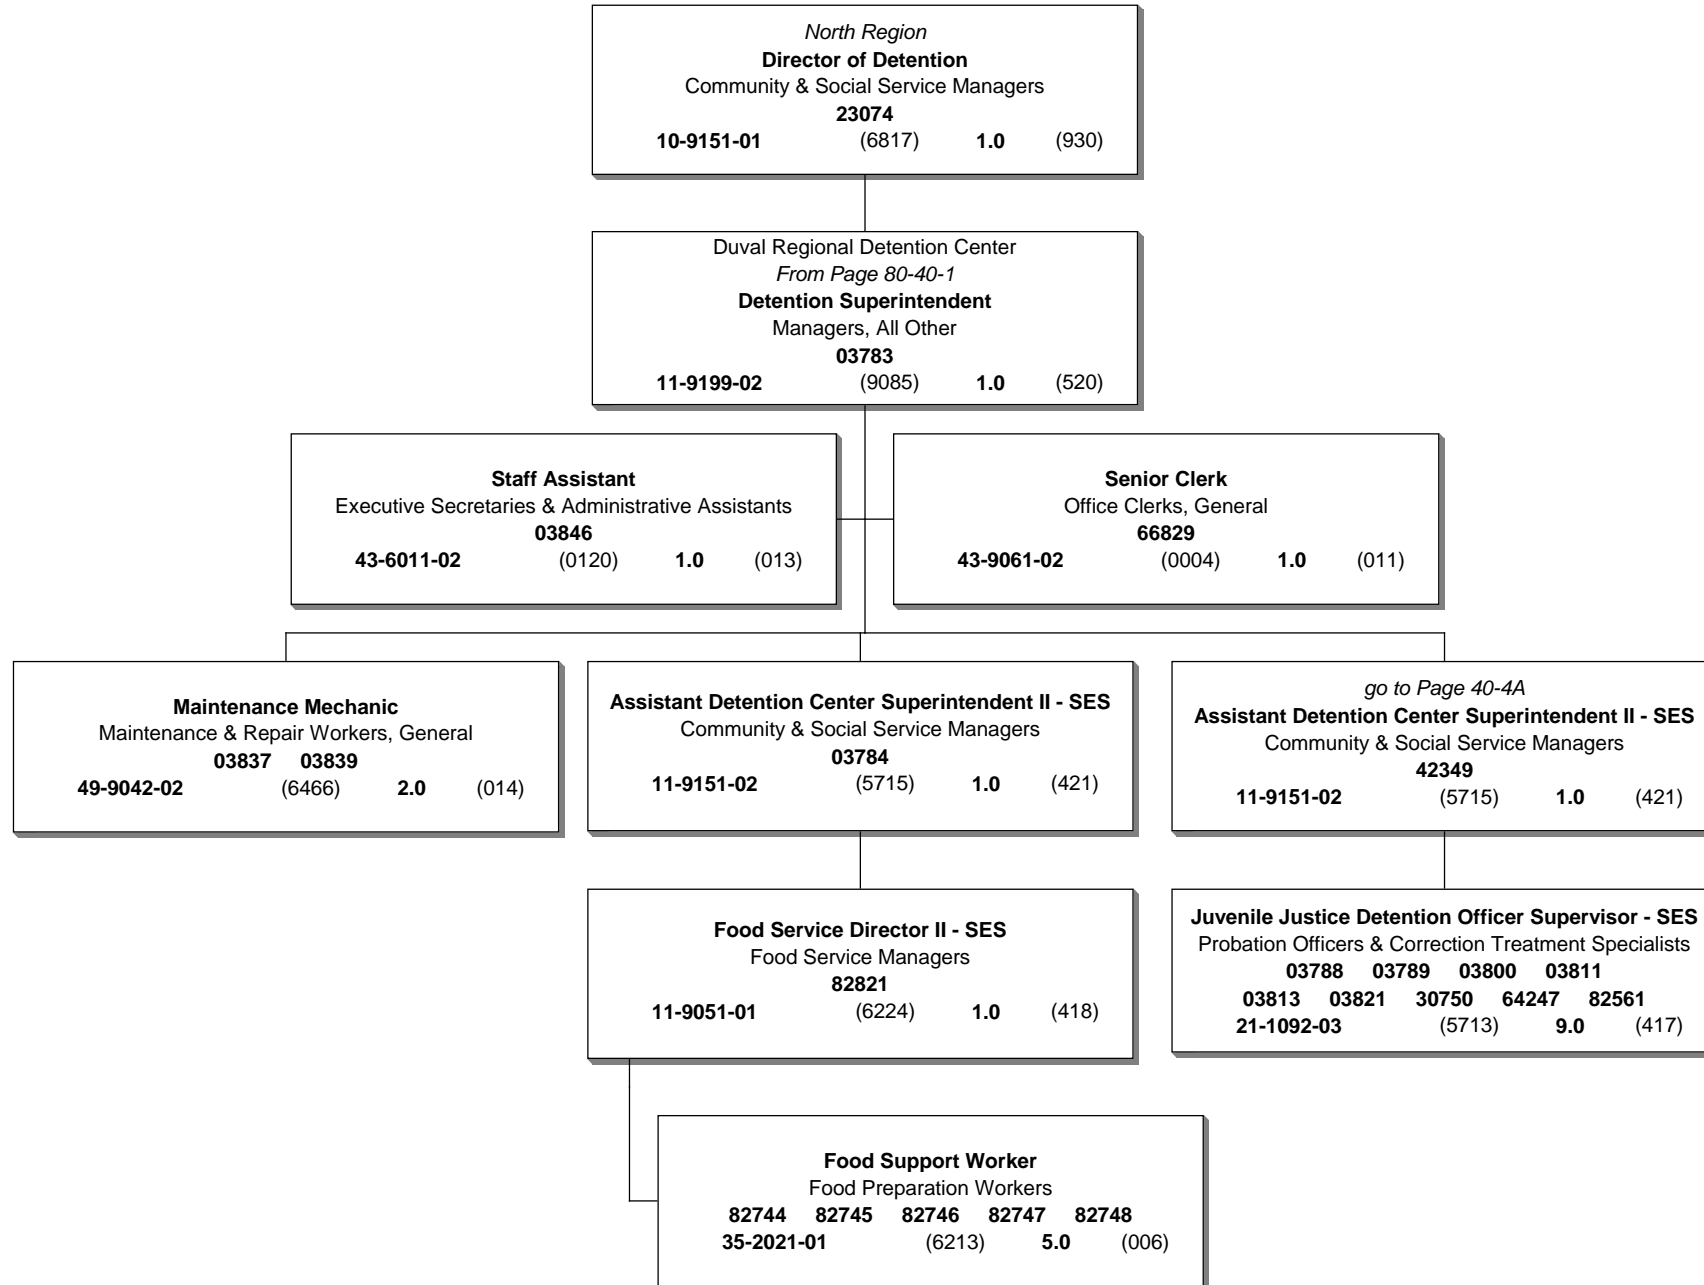 North Region
Director of Detention
Community & Social Service Managers
23074
10-9151-01 (6817) 1.0 (930)
Duval Regional Detention Center
From Page 80-40-1
Detention Superintendent
Managers, All Other
03783
11-9199-02 (9085) 1.0 (520)
Staff Assistant
Executive Secretaries & Administrative Assistants
03846
43-6011-02 (0120) 1.0 (013)
Senior Clerk
Office Clerks, General
66829
43-9061-02 (0004) 1.0 (011)
Maintenance Mechanic
Maintenance & Repair Workers, General
03837 03839
49-9042-02 (6466) 2.0 (014)
Assistant Detention Center Superintendent II - SES
Community & Social Service Managers
03784
11-9151-02 (5715) 1.0 (421)
go to Page 40-4A
Assistant Detention Center Superintendent II - SES
Community & Social Service Managers
42349
11-9151-02 (5715) 1.0 (421)
Food Service Director II - SES
Food Service Managers
82821
11-9051-01 (6224) 1.0 (418)
Juvenile Justice Detention Officer Supervisor - SES
Probation Officers & Correction Treatment Specialists
03788 03789 03800 03811
03813 03821 30750 64247 82561
21-1092-03 (5713) 9.0 (417)
Food Support Worker
Food Preparation Workers
82744 82745 82746 82747 82748
35-2021-01 (6213) 5.0 (006)